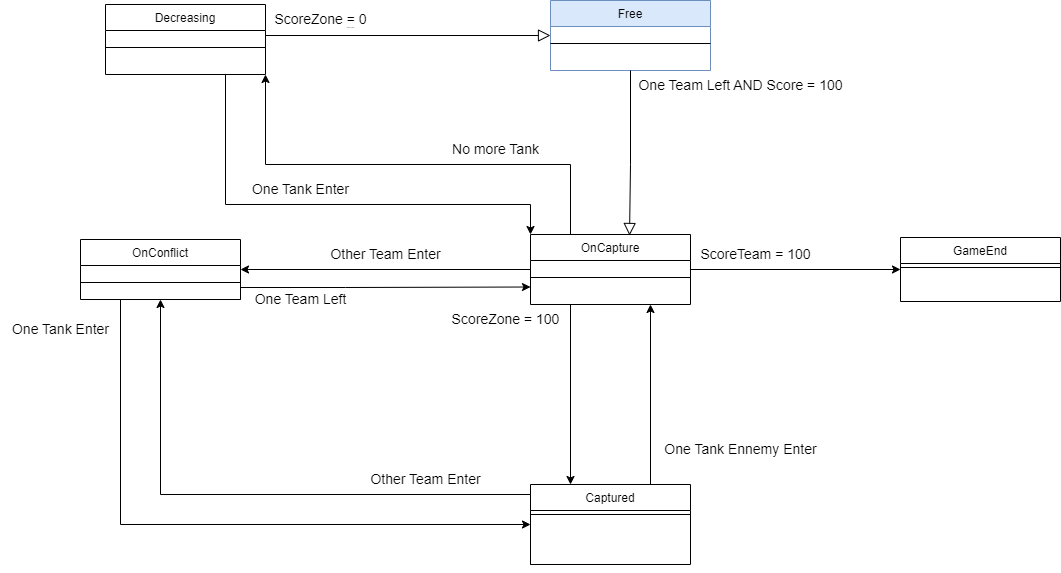 Decreasing
ScoreZone = 0
Free
One Team Left AND Score = 100
No more Tank
One Tank Enter
OnConflict
Other Team Enter
OnCapture
ScoreTeam = 100
GameEnd
One Team Left
ScoreZone = 100
One Tank Enter
One Tank Ennemy Enter
Other Team Enter
Captured